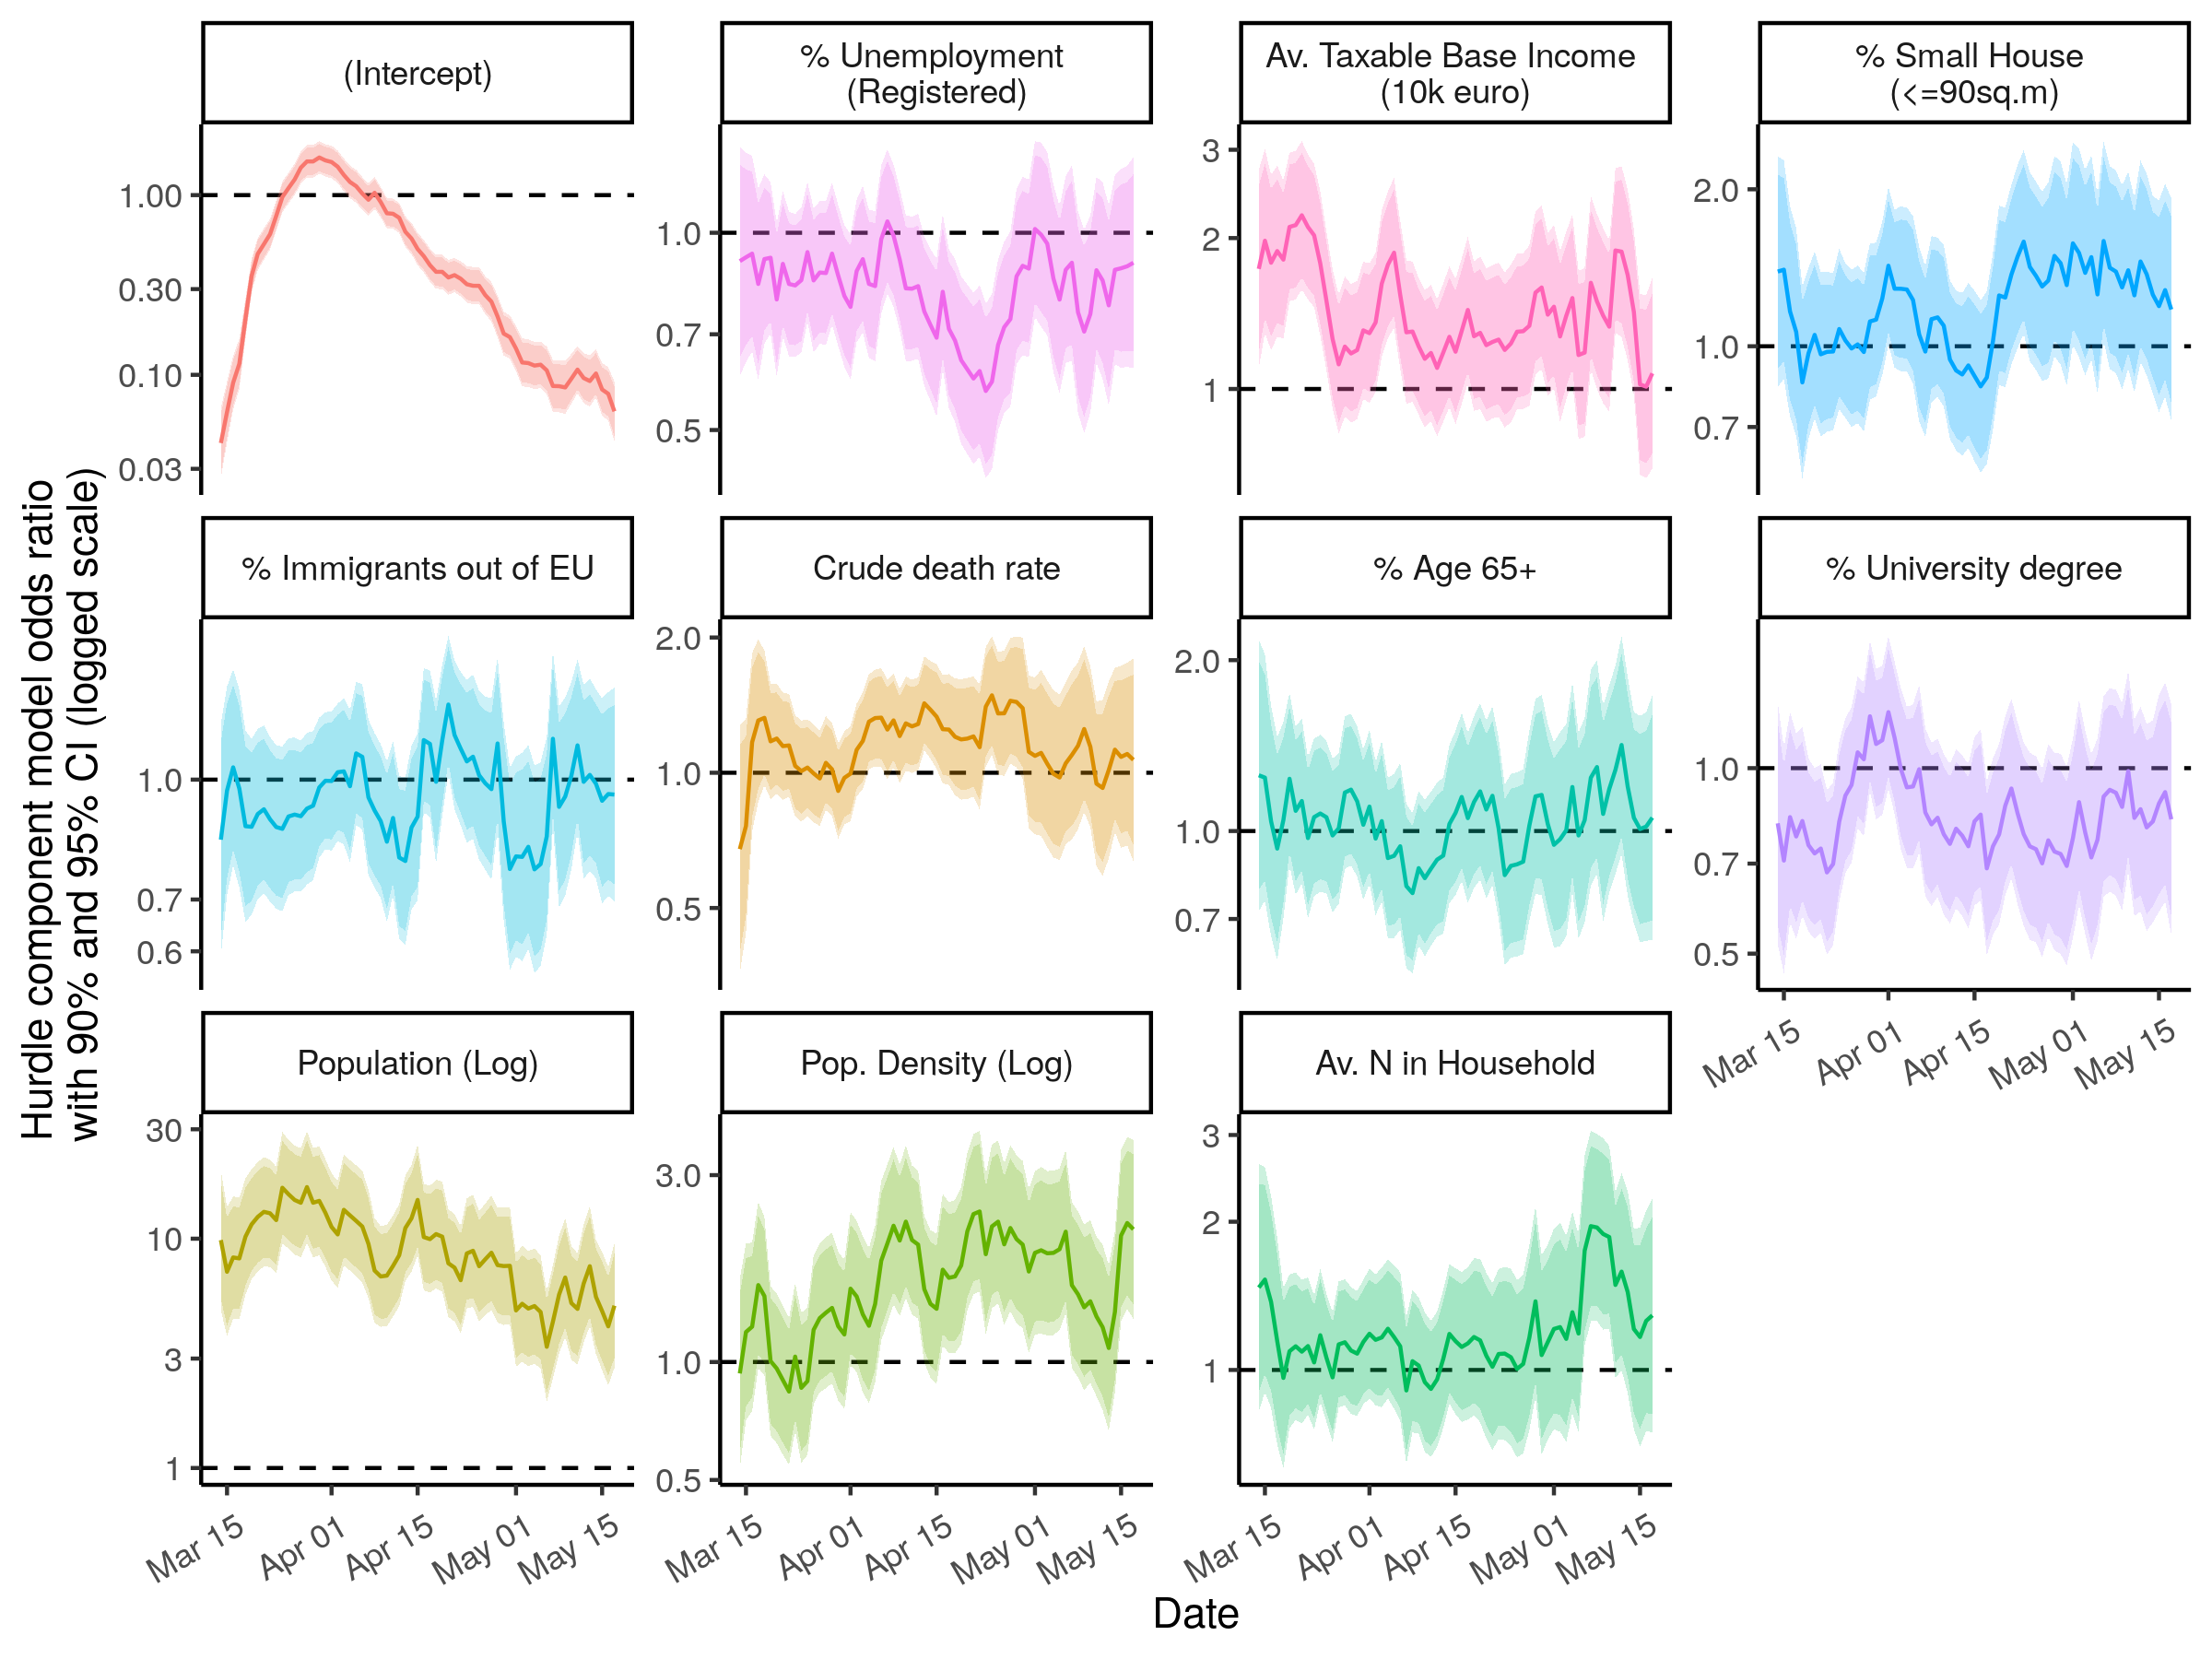 Hurdle component model odds ratio
with 90% and 95% CI (logged scale)
(Intercept)
1.00
0.30
0.10
0.03
% Unemployment
(Registered)
1.0
0.7
0.5
Av. Taxable Base Income
(10k euro)
3
2
1
% Small House
(<=90sq.m)
2.0
1.0
0.7
% Immigrants out of EU
1.0
0.7
0.6
Crude death rate
2.0
1.0
0.5
% Age 65+
2.0
1.0
0.7
% University degree
1.0
0.7
0.5
Mar 15
Apr 01
Apr 15
May 01
May 15
Population (Log)
30
10
3
1
Mar 15
Apr 01
Apr 15
May 01
May 15
Pop. Density (Log)
3.0
1.0
0.5
Mar 15
Apr 01
Apr 15
May 01
May 15
Av. N in Household
3
2
1
Mar 15
Apr 01
Apr 15
May 01
May 15
Date